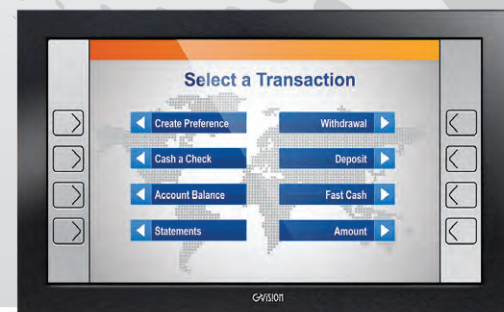 Select a Transaction
Create Preference
Withdrawal
Cash a Check
Deposit
Account Balance
Fast Cash
Statements
Amount
GVISION